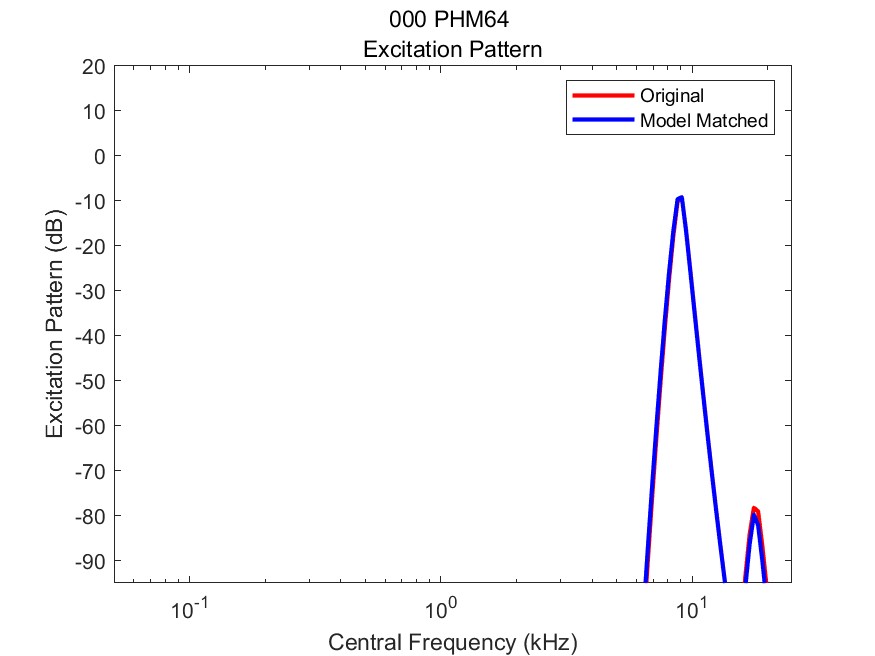 000 PHM64
Excitation Pattern
Original
Model Matched
20
10
0
-10
-20
-30
-40
-50
-60
-70
-80
-90
Excitation Pattern (dB)
10-1
100
101
Central Frequency (kHz)